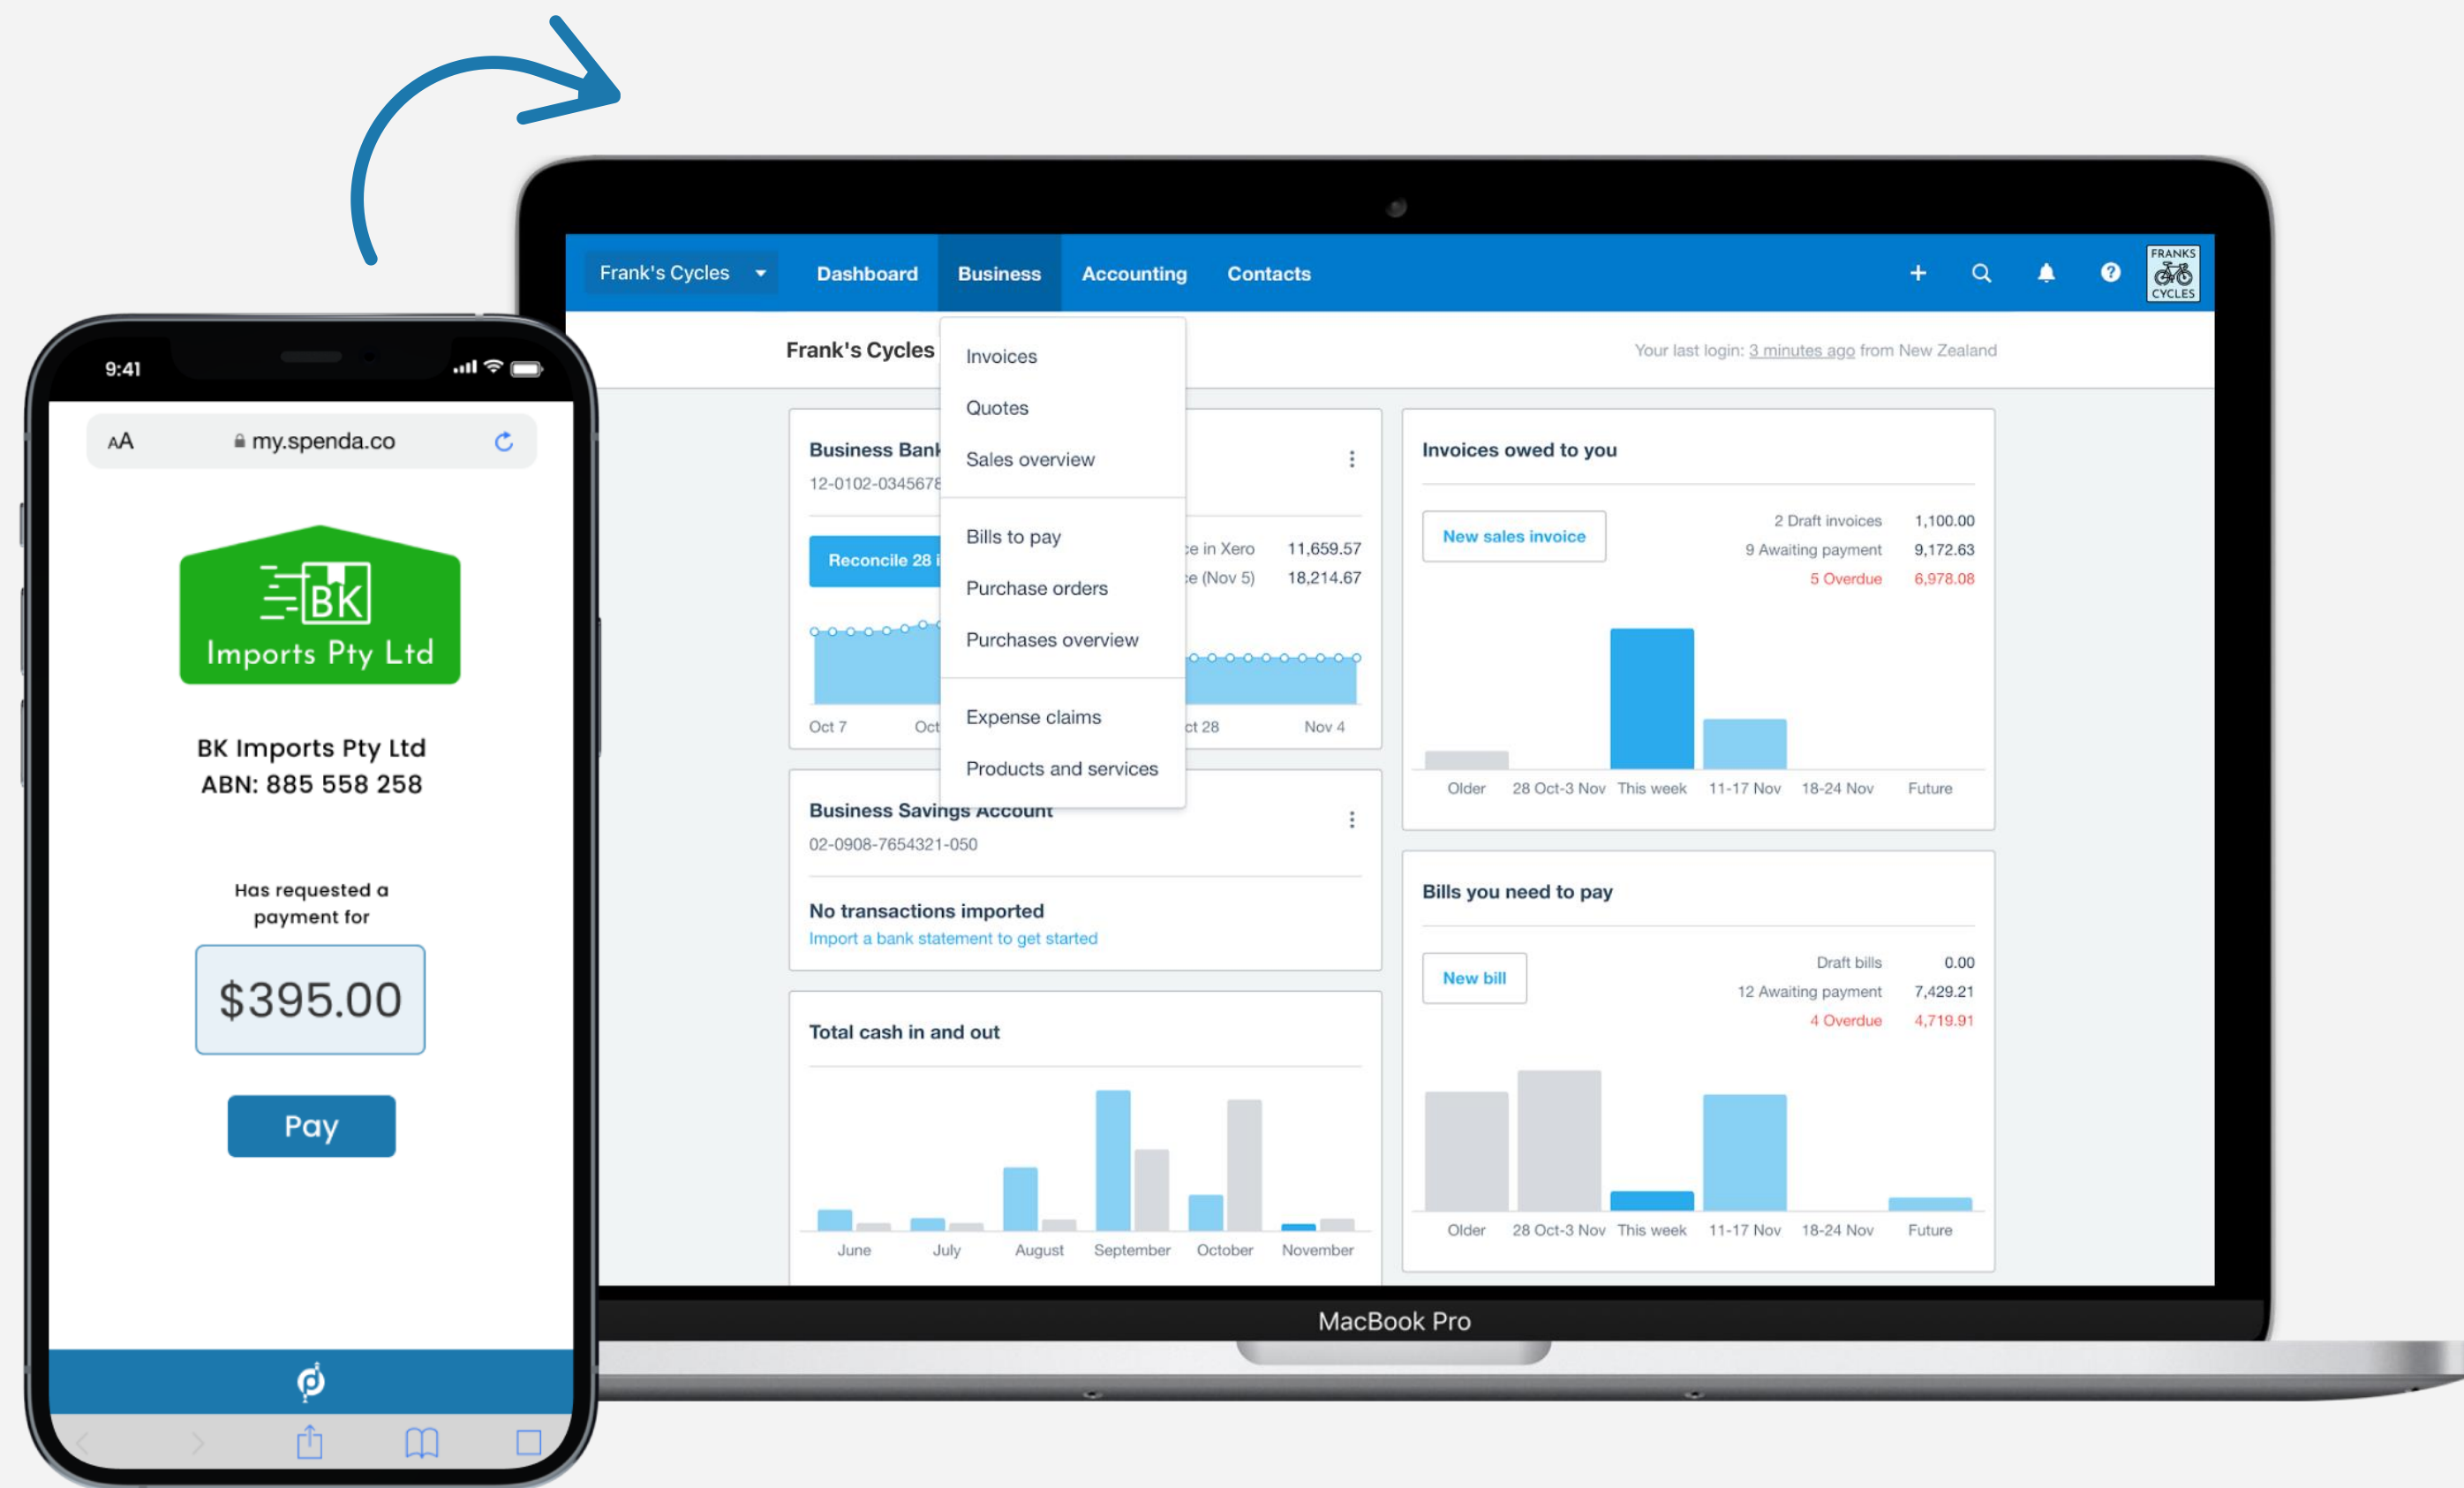 9:41
AA my.spenda.co
BK
Imports Pty Ltd
BK Imports Pty Ltd
ABN: 885 558 258
Has requested a
payment for
$395.00
Pay
Frank's Cycles Dashboard Business Accounting Contacts
FRANKS
CYCLES
Frank's Cycles
Your last login: 3 minutes ago from New Zealand
Invoices
Quotes
Sales overview
Bills to pay
Purchase orders
Purchases overview
Expense claims
Products and services
Business Bank
12-0102-0345678
Reconcile 28
in Xero 11,659.57
(Nov 5) 18,214.67
Oct 7 Oct 28 Nov 4
Business Savings Account
02-0908-7654321-050
No transactions imported
Import a bank statement to get started
Total cash in and out
June July August September October November
Invoices owed to you
New sales invoice
2 Draft invoices 1,100.00
9 Awaiting payment 9,172.63
5 Overdue 6,978.08
Older 28 Oct-3 Nov This week 11-17 Nov 18-24 Nov Future
Bills you need to pay
New bill
Draft bills 0.00
12 Awaiting payment 7,429.21
4 Overdue 4,719.91
Older 28 Oct-3 Nov This week 11-17 Nov 18-24 Nov Future
MacBook Pro